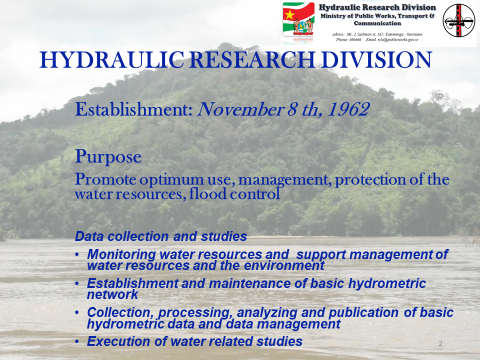 Hydraulic Research Division
Ministry of Public Works, Transport &
Communication
HYDRAULIC RESEARCH DIVISION
Establishment: November 8 th, 1962
Purpose
Promote optimum use, management, protection of the
water resources, flood control
Data collection and studies
• Monitoring water resources and support management of
water resources and the environment
• Establishment and maintenance of basic hydrometric
network
• Collection, processing, analyzing and publication of basic
hydrometric data and data management
• Execution of water related studies
2